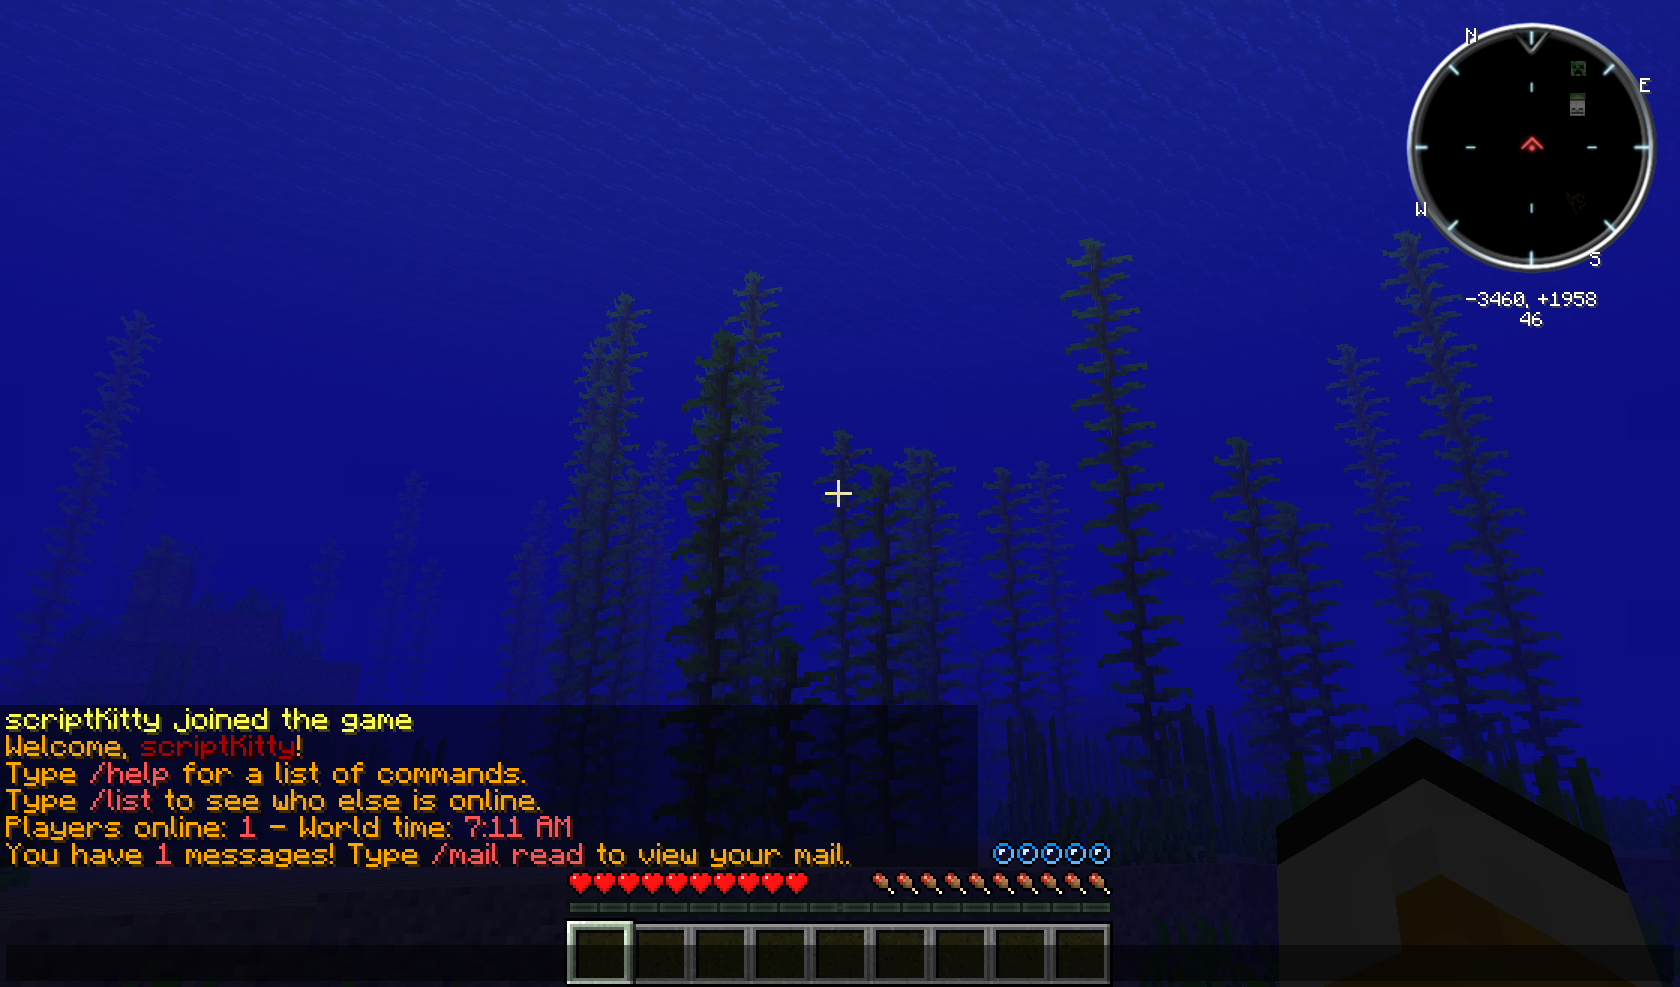 N
E
W
S
-3460, +1958
46
scriptKitty joined the game
Welcome, scriptKitty!
Type /help for a list of commands.
Type /list to see who else is online.
Players online: 1 - World time: 7:11 AM
You have 1 messages! Type /mail read to view your mail.